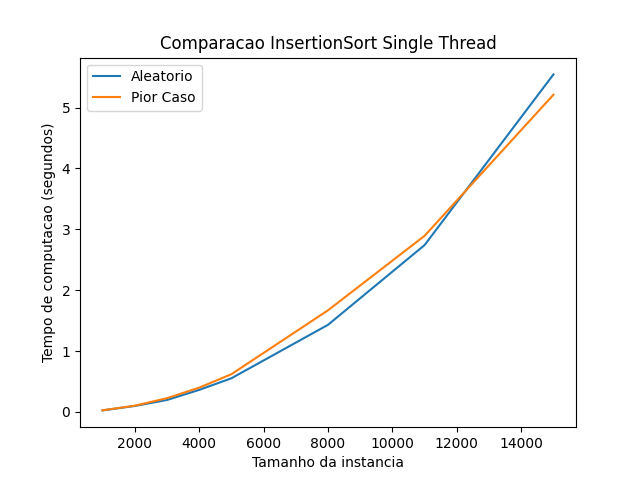 Comparacao InsertionSort Single Thread
Aleatorio
Pior Caso
Tempo de computacao (segundos)
5
4
3
2
1
0
2000 4000 6000 8000 10000 12000 14000
Tamanho da instancia